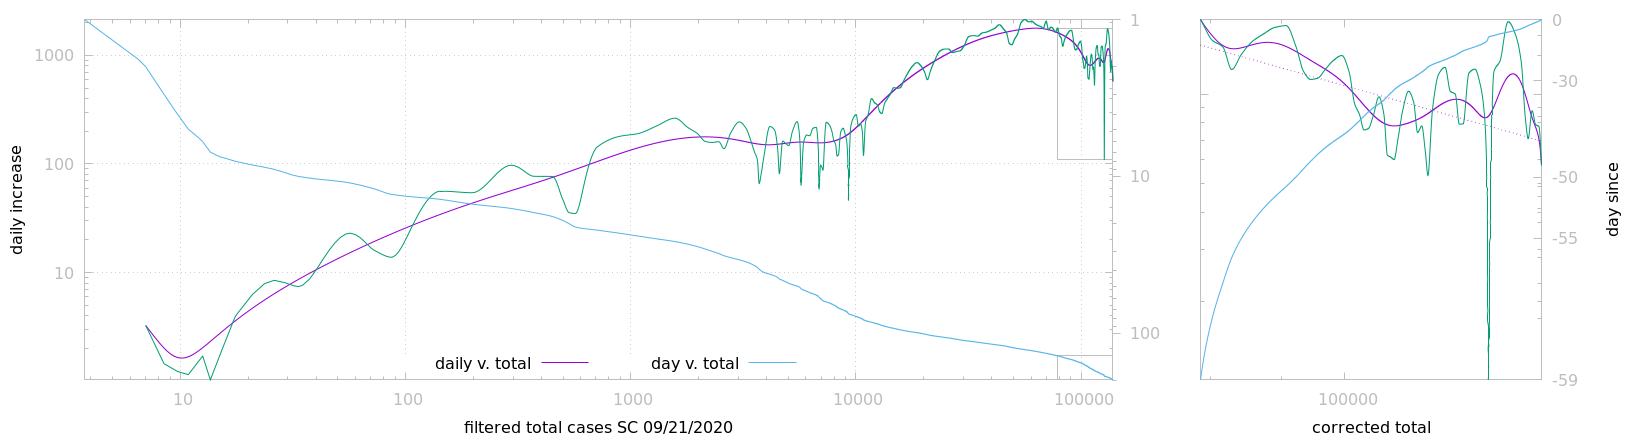 daily increase
1000
100
10
10
100
1000
10000
100000
1
10
100
daily v. total
day v. total
filtered total cases SC 09/21/2020
0
-30
-50
-55
-59
day since
100000
corrected total